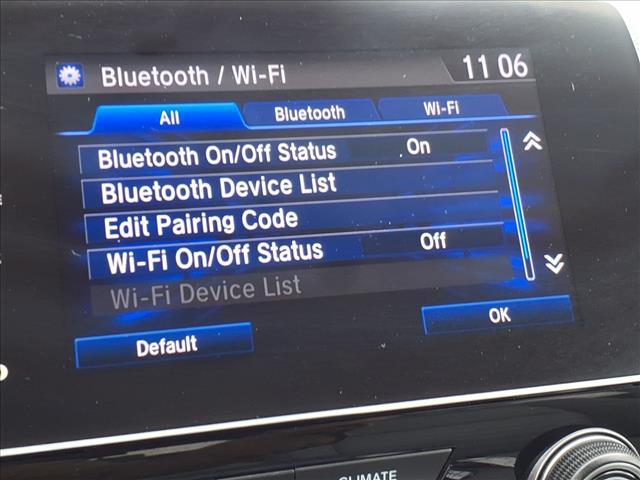 Bluetooth / Wi-Fi 11 06
All Bluetooth Wi-Fi
Bluetooth On/Off Status On
Bluetooth Device List
Edit Pairing Code
Wi-Fi On/Off Status Off
Wi-Fi Device List
Default OK
CLIMATE